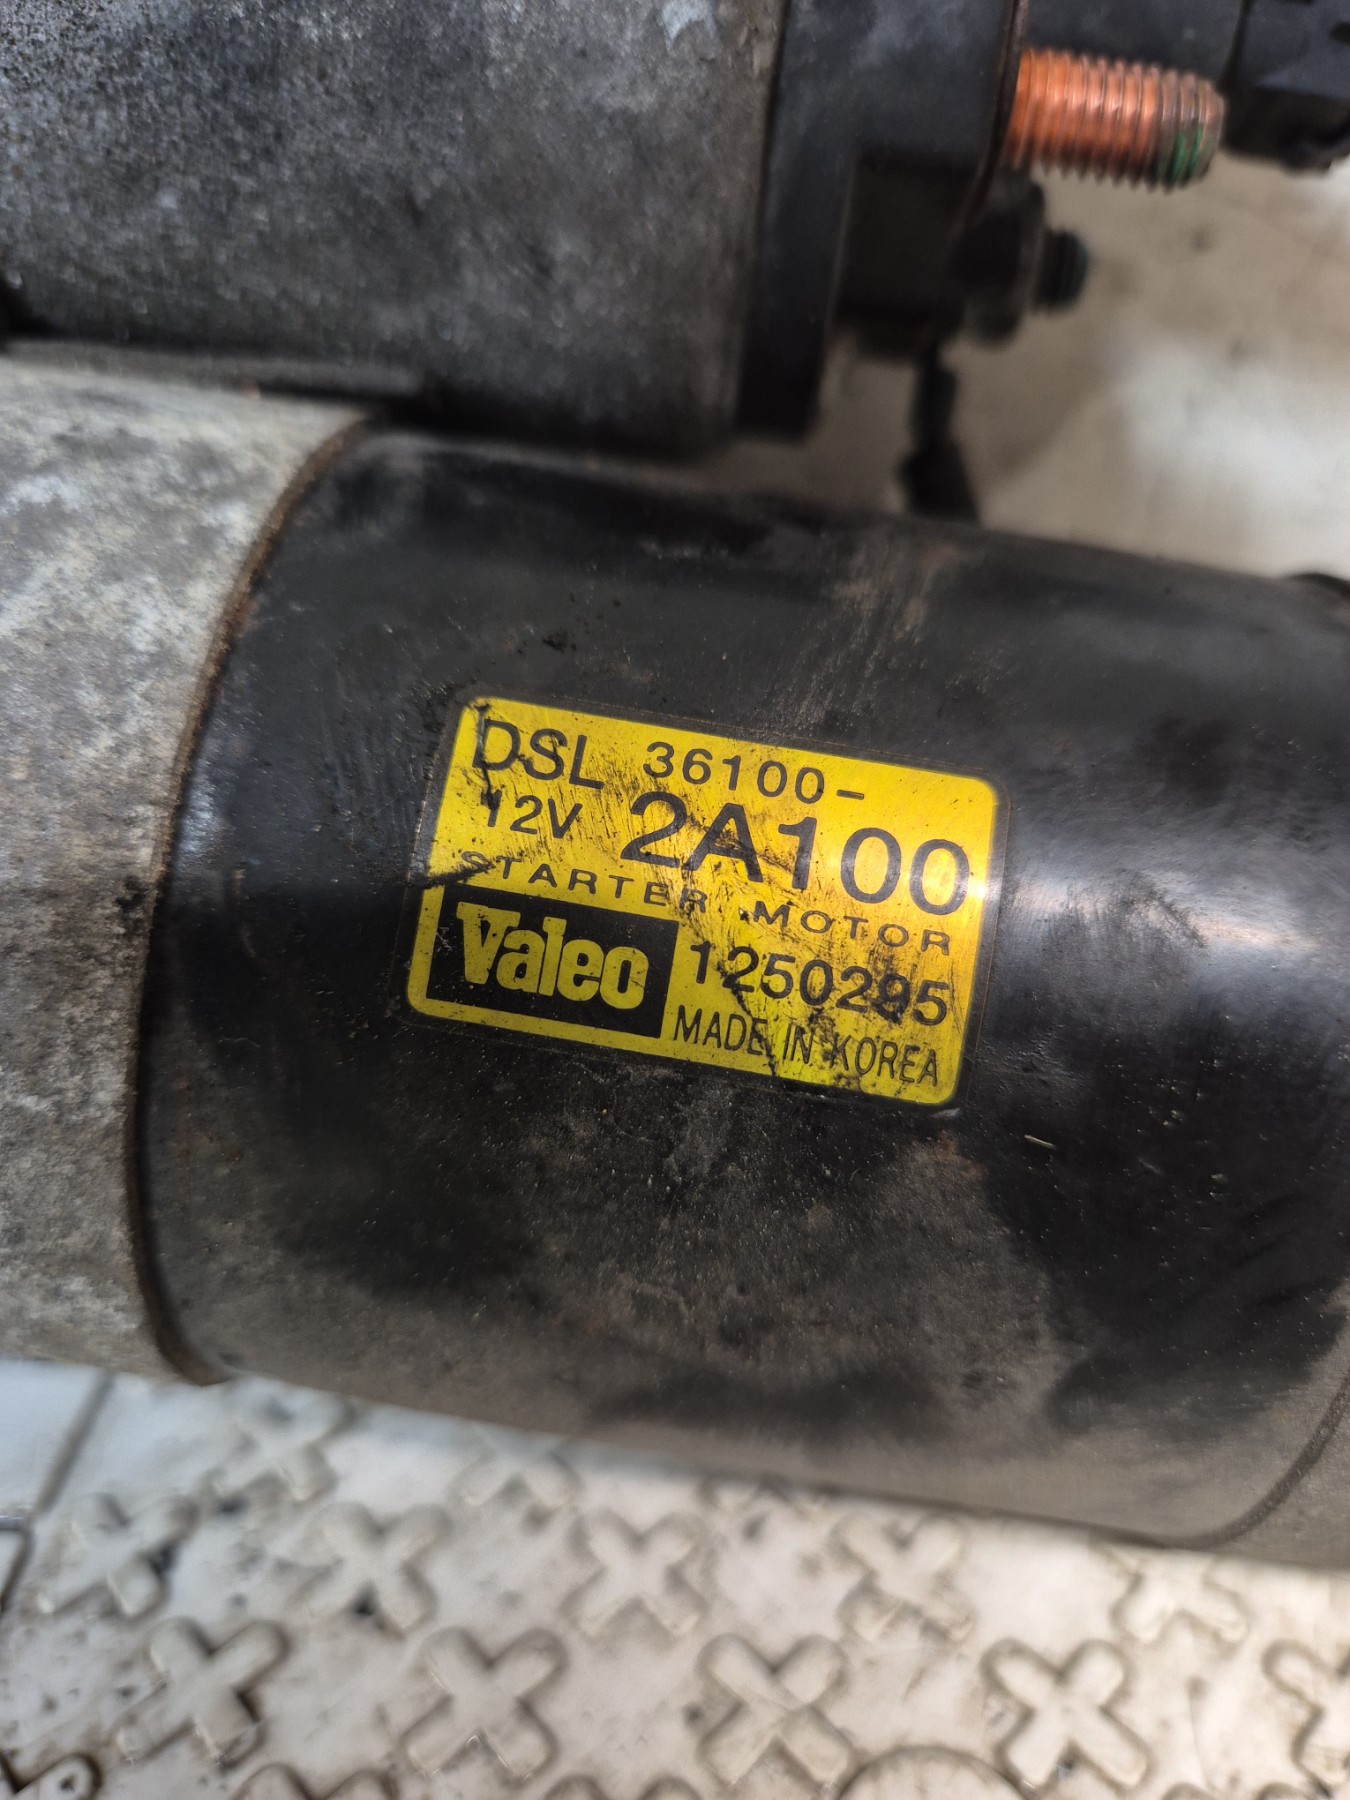 DSL 36100-
12V 2A100
STARTER MOTOR
Valeo 1250295
MADE IN KOREA